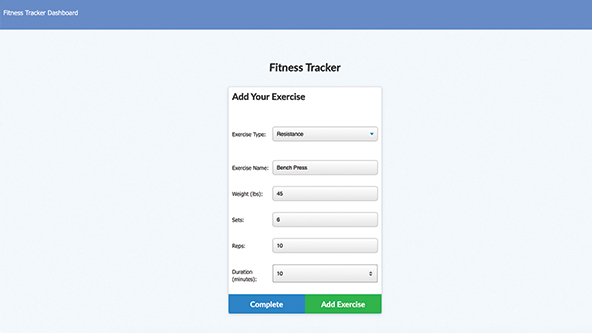 Fitness Tracker Dashboard
Fitness Tracker
Add Your Exercise
Exercise Type: Resistance
Exercise Name: Bench Press
Weight (lbs): 45
Sets: 6
Reps: 10
Duration
(minutes): 10
Complete Add Exercise